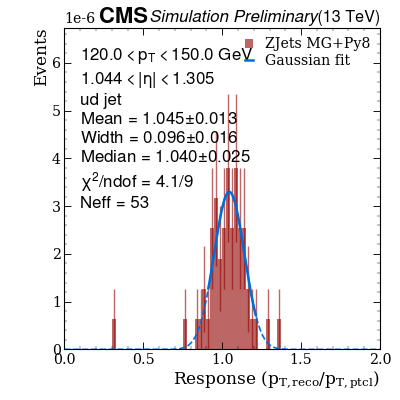 1e-6 CMS Simulation Preliminary (13 TeV)
Events
120.0 < pT < 150.0 GeV
1.044 < |η| < 1.305
ud jet
Mean = 1.045±0.013
Width = 0.096±0.016
Median = 1.040±0.025
χ²/ndof = 4.1/9
Neff = 53
ZJets MG+Py8
Gaussian fit
6
5
4
3
2
1
0
0.0 0.5 1.0 1.5 2.0
Response (pT,reco/pT,ptcl)